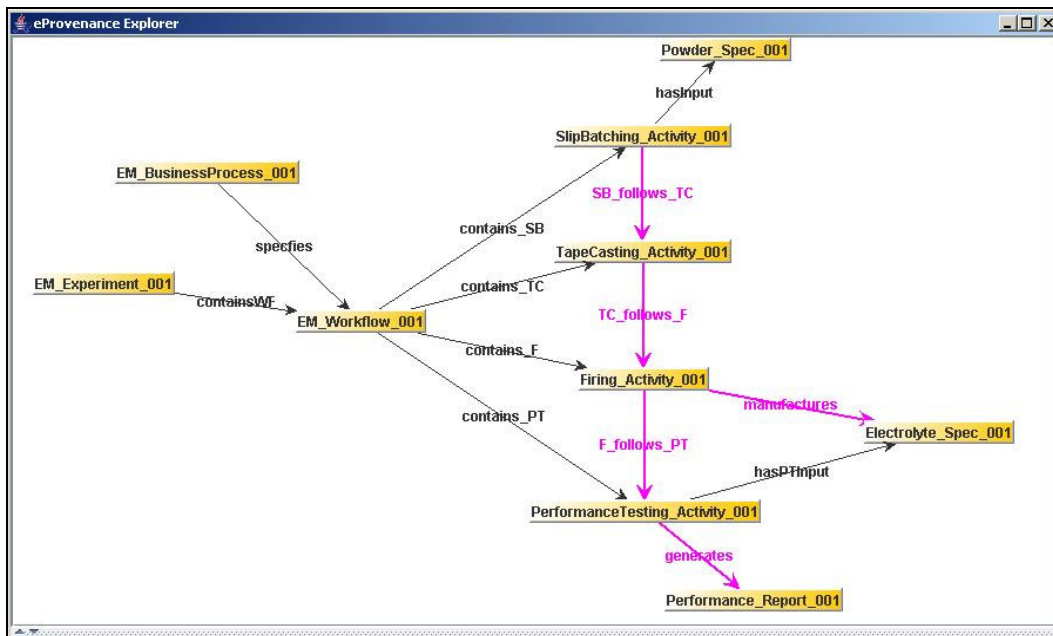 eProvenance Explorer
Powder_Spec_001
hasInput
SlipBatching_Activity_001
EM_BusinessProcess_001
SB_follows_TC
contains_SB
specfies
TapeCasting_Activity_001
EM_Experiment_001
contains_TC
containsWF
EM_Workflow_001
TC_follows_F
contains_F
Firing_Activity_001
manufactures
contains_PT
Electrolyte_Spec_001
F_follows_PT
hasPTInput
PerformanceTesting_Activity_001
generates
Performance_Report_001